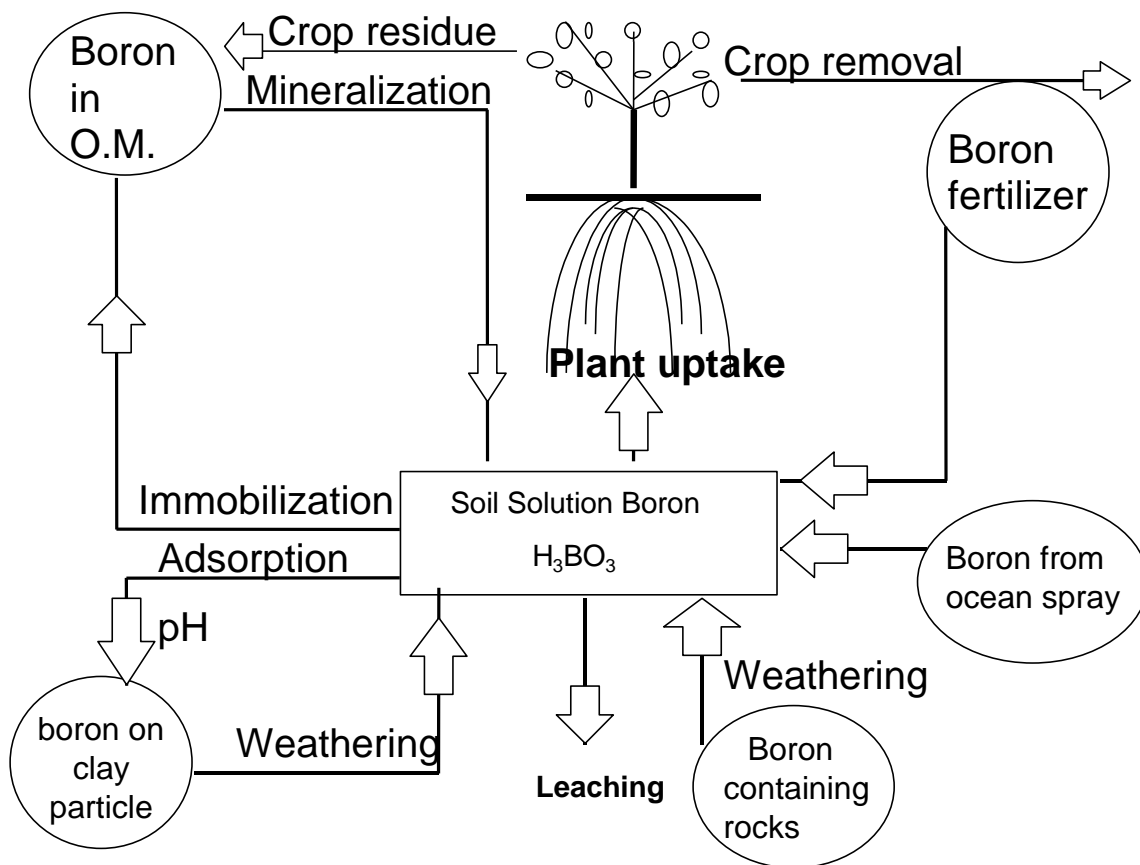 Boron
in
O.M.
Crop residue
Mineralization
Crop removal
Boron
fertilizer
Plant uptake
Immobilization
Adsorption
pH
Soil Solution Boron
H₃BO₃
Boron from
ocean spray
boron on
clay
particle
Weathering
Leaching
Weathering
Boron
containing
rocks